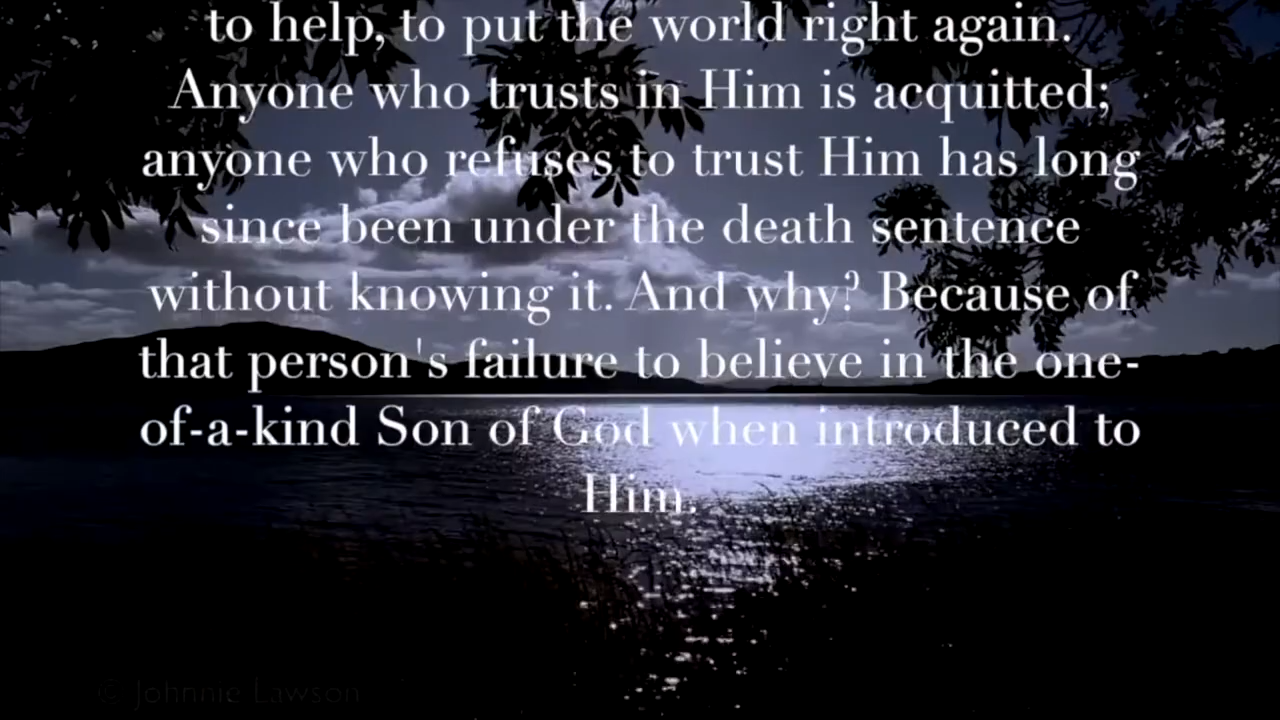 to help, to put the world right again.
Anyone who trusts in Him is acquitted;
anyone who refuses to trust Him has long
since been under the death sentence
without knowing it. And why? Because of
that person's failure to believe in the one-
of-a-kind Son of God when introduced to
Him.
© Johnnie Lawson